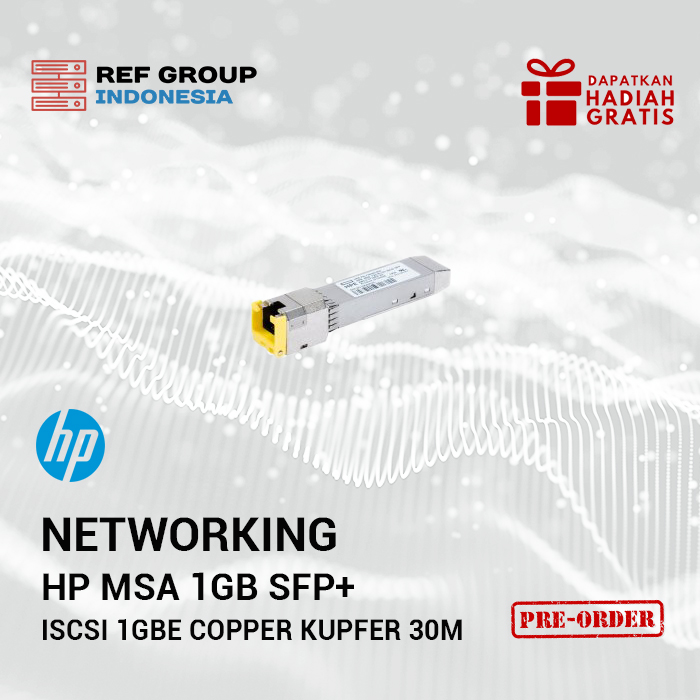 REF GROUP
INDONESIA
DAPATKAN
HADIAH
GRATIS
hp
NETWORKING
HP MSA 1GB SFP+
ISCSI 1GBE COPPER KUPFER 30M
PRE-ORDER